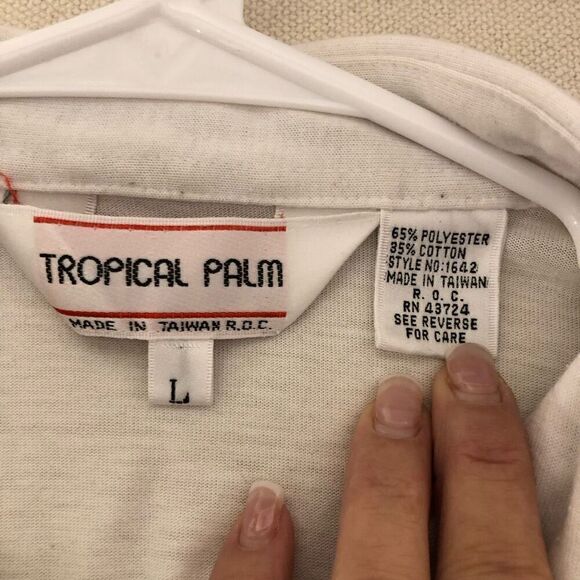 TROPICAL PALM
MADE IN TAIWAN R.O.C.
L
65% POLYESTER
35% COTTON
STYLE NO:1642
MADE IN TAIWAN
R. O. C.
RN 43724
SEE REVERSE
FOR CARE